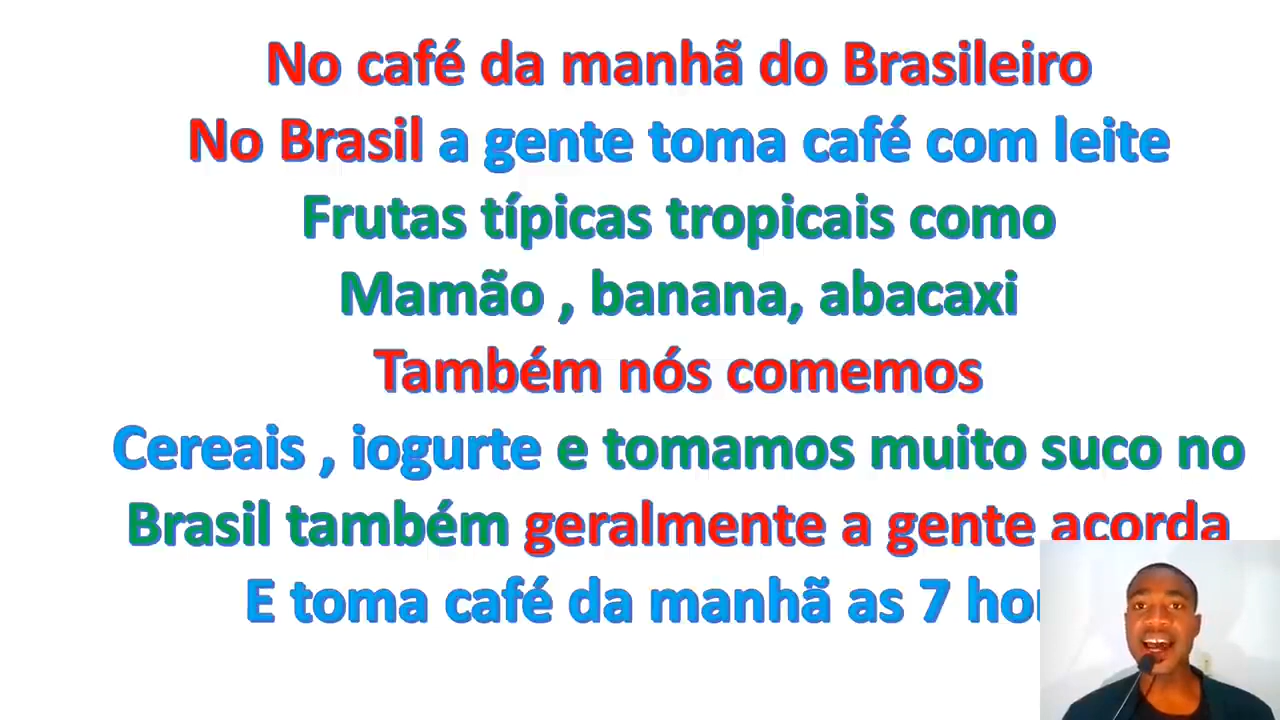 No café da manhã do Brasileiro
No Brasil a gente toma café com leite
Frutas típicas tropicais como
Mamão , banana, abacaxi
Também nós comemos
Cereais , iogurte e tomamos muito suco no
Brasil também geralmente a gente acorda
E toma café da manhã as 7